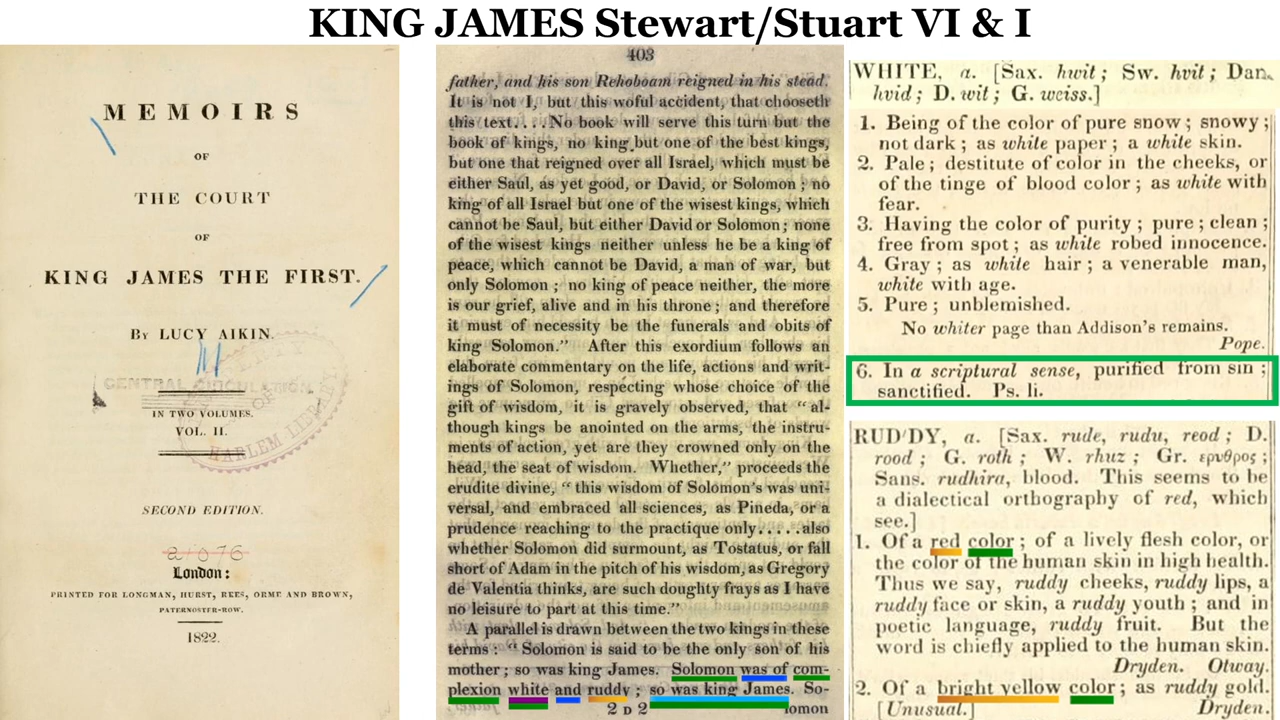 KING JAMES Stewart/Stuart VI & I
MEMOIRS
OF
THE COURT
OF
KING JAMES THE FIRST.
By LUCY AIKIN.
CENTRAL CIRCULATION
IN TWO VOLUMES.
VOL. II.
HARLEM LIBRARY
SECOND EDITION.
a1076
London:
PRINTED FOR LONGMAN, HURST, REES, ORME AND BROWN,
PATERNOSTER-ROW.
1822.
403
father, and his son Rehoboam reigned in his stead.
It is not I, but this woful accident, that chooseth
this text....No book will serve this turn but the
book of kings, no king but one of the best kings,
but one that reigned over all Israel, which must be
either Saul, as yet good, or David, or Solomon; no
king of all Israel but one of the wisest kings, which
cannot be Saul, but either David or Solomon; none
of the wisest kings neither unless he be a king of
peace, which cannot be David, a man of war, but
only Solomon; no king of peace neither, the more
is our grief, alive and in his throne; and therefore
it must of necessity be the funerals and obits of
king Solomon." After this exordium follows an
elaborate commentary on the life, actions and writ-
ings of Solomon, respecting whose choice of the
gift of wisdom, it is gravely observed, that "al-
though kings be anointed on the arms, the instru-
ments of action, yet are they crowned only on the
head, the seat of wisdom. Whether," proceeds the
erudite divine, "this wisdom of Solomon's was uni-
versal, and embraced all sciences, as Pineda, or a
prudence reaching to the practique only.....also
whether Solomon did surmount, as Tostatus, or fall
short of Adam in the pitch of his wisdom, as Gregory
de Valentia thinks, are such doughty frays as I have
no leisure to part at this time."
A parallel is drawn between the two kings in these
terms: "Solomon is said to be the only son of his
mother; so was king James. Solomon was of com-
plexion white and ruddy; so was king James. So-
2 D 2 lomon
WHITE, a. [Sax. hwit; Sw. hvit; Dan.
hvid; D. wit; G. weiss.]
1. Being of the color of pure snow; snowy;
not dark; as white paper; a white skin.
2. Pale; destitute of color in the cheeks, or
of the tinge of blood color; as white with
fear.
3. Having the color of purity; pure; clean;
free from spot; as white robed innocence.
4. Gray; as white hair; a venerable man,
white with age.
5. Pure; unblemished.
No whiter page than Addison's remains.
Pope.
6. In a scriptural sense, purified from sin;
sanctified. Ps. li.
RUD'DY, a. [Sax. rude, rudu, reod; D.
rood; G. roth; W. rhuz; Gr. ερυθρος;
Sans. rudhira, blood. This seems to be
a dialectical orthography of red, which
see.]
1. Of a red color; of a lively flesh color, or
the color of the human skin in high health.
Thus we say, ruddy cheeks, ruddy lips, a
ruddy face or skin, a ruddy youth; and in
poetic language, ruddy fruit. But the
word is chiefly applied to the human skin.
Dryden. Otway.
2. Of a bright yellow color; as ruddy gold.
[Unusual.] Dryden.